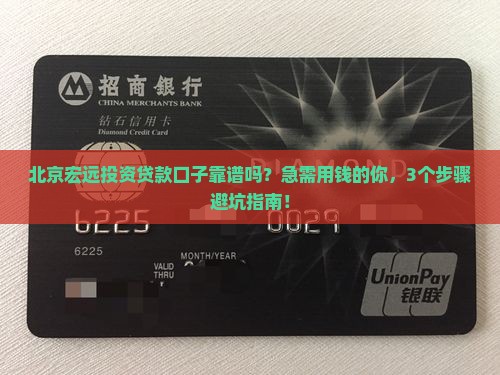 招商銀行
CHINA MERCHANTS BANK
钻石信用卡
Diamond Credit Card
北京宏远投资贷款口子靠谱吗？急需用钱的你，3个步骤
避坑指南！
6225 0029
6225
MONTH/YEAR
VALID
THRU
UnionPay
银联